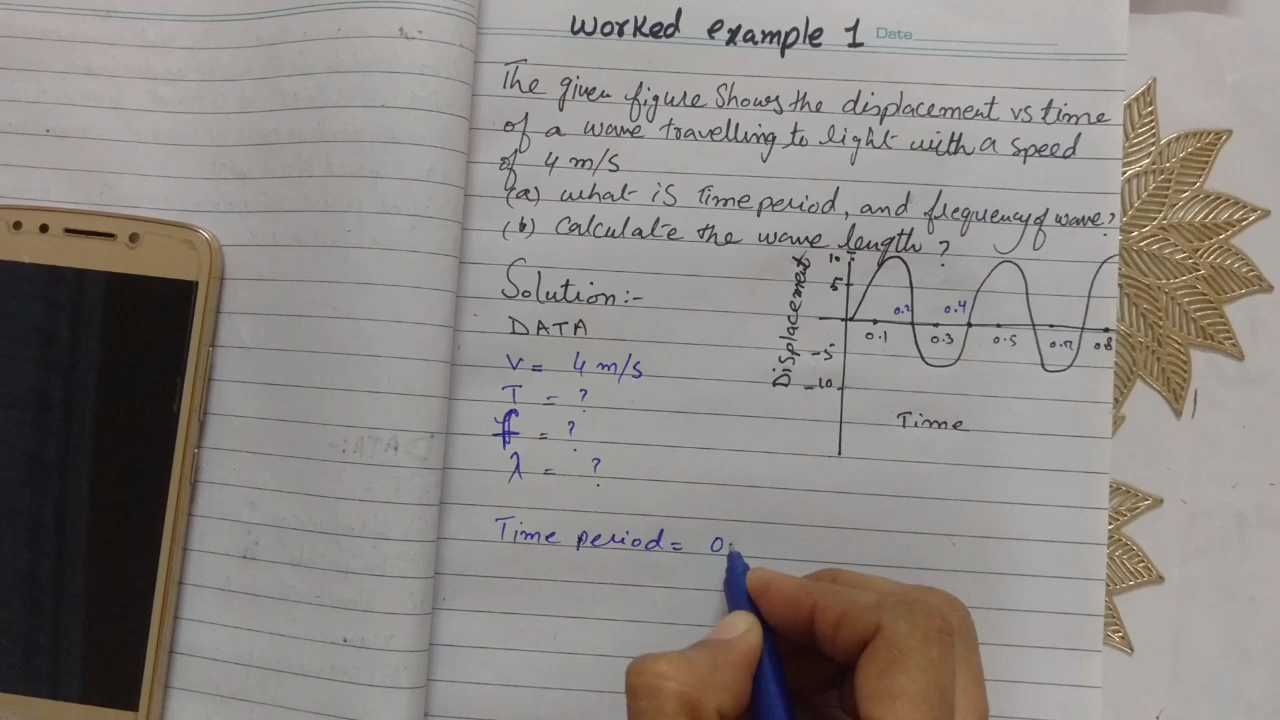 Worked example 1 Date
The given figure Shows the displacement vs time
of a wave travelling to light with a speed
of 4 m/s
(a) what is Time period, and frequency of wave?
(b) Calculate the wave length?
Solution:-
DATA
V = 4 m/s
T = ?
f = ?
λ = ?
Time period = 0.
Displacement
10
5
-5
-10
0.1
0.2
0.3
0.4
0.5
0.7
0.8
Time